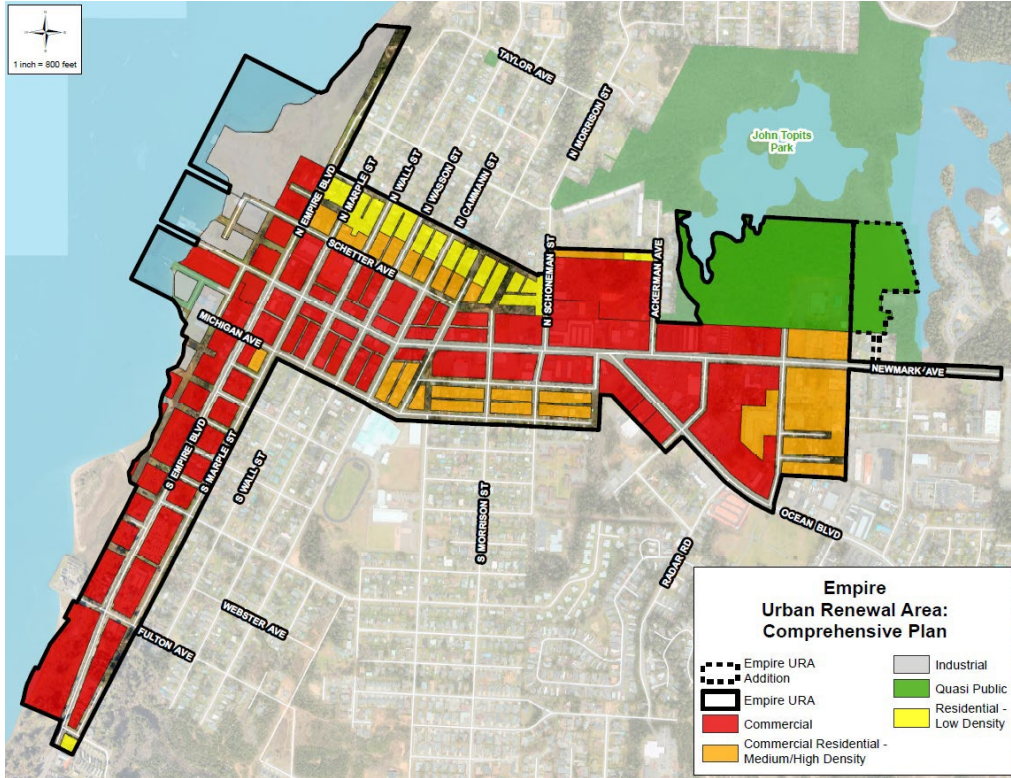 1 inch = 800 feet
TAYLOR AVE
N MORRISON ST
John Topits
Park
N EMPIRE BLVD
N MARPLE ST
N WALL ST
N WASSON ST
N CAMMANN ST
SCHETTER AVE
N SCHONEMAN ST
ACKERMAN AVE
MICHIGAN AVE
NEWMARK AVE
S EMPIRE BLVD
S MARPLE ST
S WALL ST
S MORRISON ST
OCEAN BLVD
RADAR RD
WEBSTER AVE
FULTON AVE
Empire
Urban Renewal Area:
Comprehensive Plan
Empire URA
Addition
Empire URA
Commercial
Commercial Residential -
Medium/High Density
Industrial
Quasi Public
Residential -
Low Density